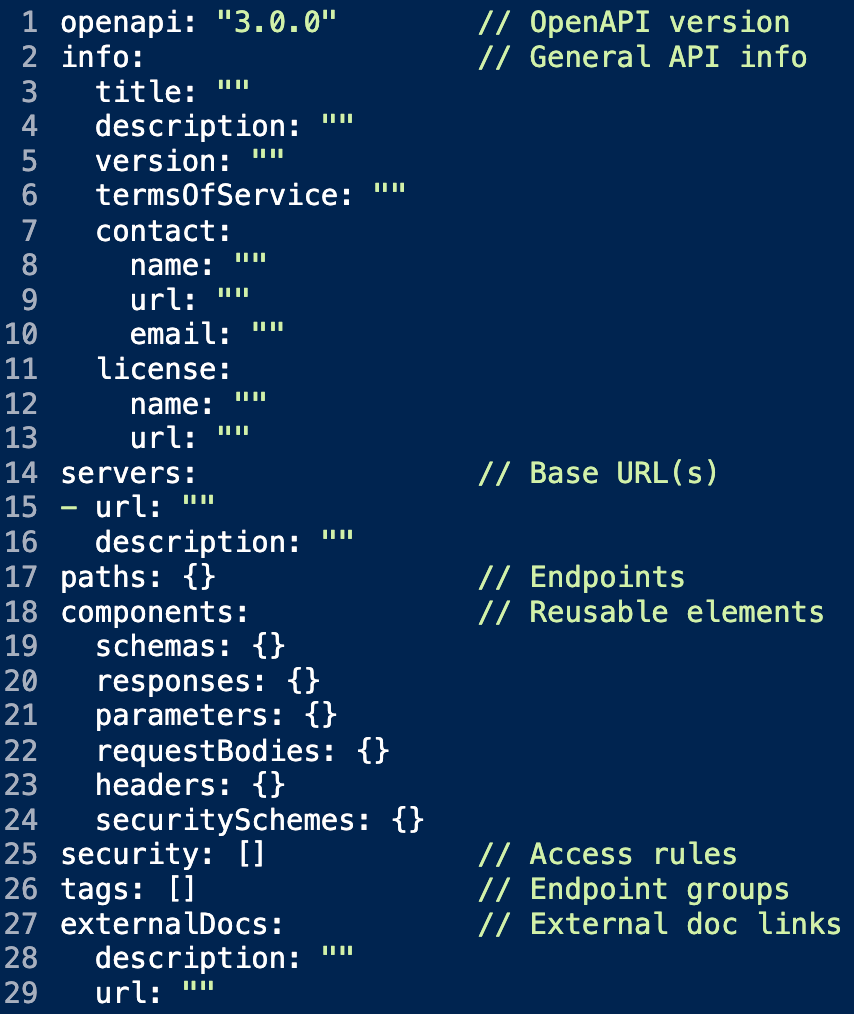 1 openapi: "3.0.0"        // OpenAPI version
2 info:                   // General API info
3   title: ""
4   description: ""
5   version: ""
6   termsOfService: ""
7   contact:
8     name: ""
9     url: ""
10     email: ""
11   license:
12     name: ""
13     url: ""
14 servers:                // Base URL(s)
15 - url: ""
16   description: ""
17 paths: {}               // Endpoints
18 components:             // Reusable elements
19   schemas: {}
20   responses: {}
21   parameters: {}
22   requestBodies: {}
23   headers: {}
24   securitySchemes: {}
25 security: []            // Access rules
26 tags: []                // Endpoint groups
27 externalDocs:           // External doc links
28   description: ""
29   url: ""